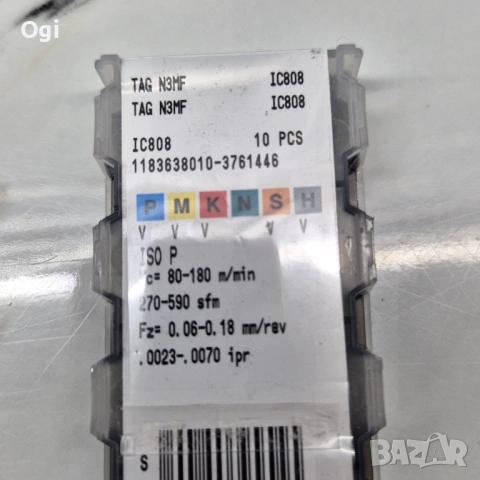 Ogi
TAG N3MF IC808
TAG N3MF IC808
IC808 10 PCS
1183638010-3761446
P M K N S H
V V V V V
ISO P
c= 80-180 m/min
270-590 sfm
Fz= 0.06-0.18 mm/rev
.0023-.0070 ipr
S
BAZAR
bg